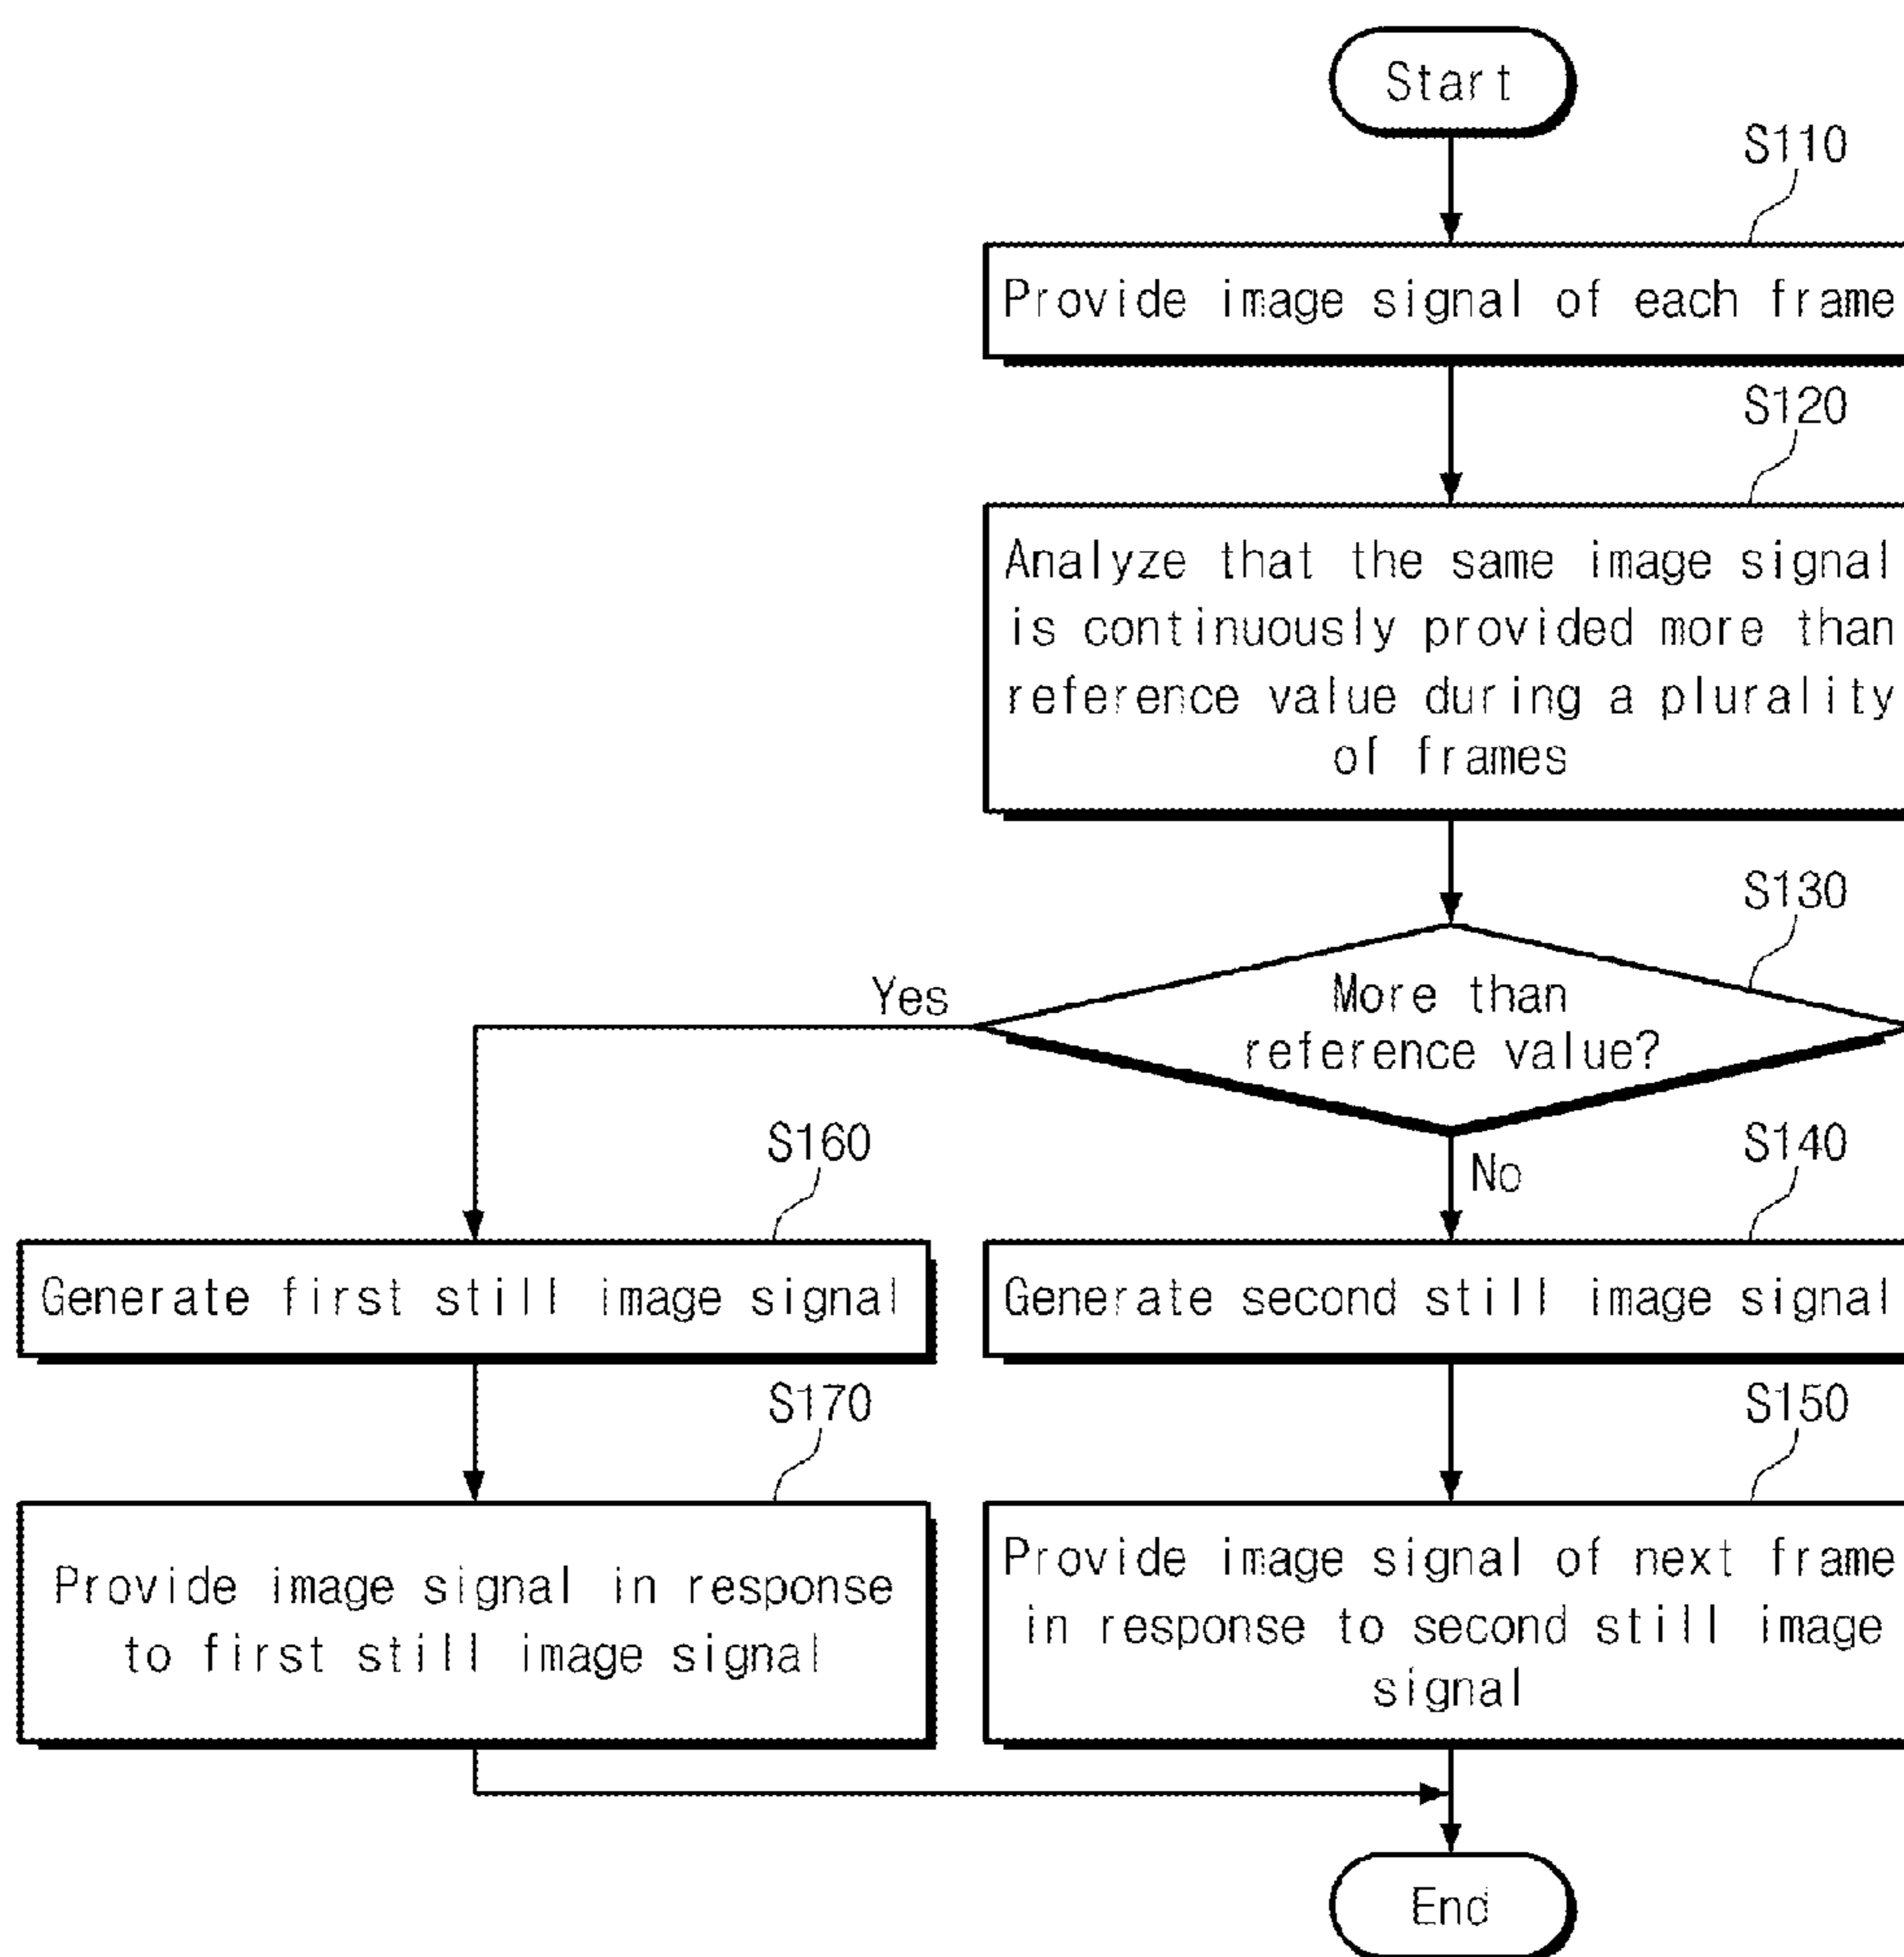 Start
S110
Provide image signal of each frame
S120
Analyze that the same image signal
is continuously provided more than
reference value during a plurality
of frames
S130
More than
reference value?
Yes
No
S160
Generate first still image signal
S140
Generate second still image signal
S170
Provide image signal in response
to first still image signal
S150
Provide image signal of next frame
in response to second still image
signal
End